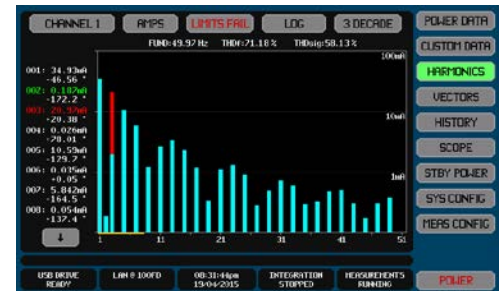 CHANNEL 1 AMPS LIMITS FAIL LOG 3 DECADE
FUND:49.97 Hz THDf:71.18 % THDsig:58.13 %
100mA
10mA
1mA
001: 34.93mA
-46.56 °
002: 0.187mA
-172.2 °
003: 20.97mA
-20.38 °
004: 0.026mA
-78.01 °
005: 10.59mA
-129.7 °
006: 0.035mA
-0.05 °
007: 5.842mA
-164.5 °
008: 0.054mA
-137.4 °
1 11 21 31 41 51
USB DRIVE
READY
LAN @ 100FD
08:31:44pm
19/04/2015
INTEGRATION
STOPPED
MEASUREMENTS
RUNNING
POWER DATA
CUSTOM DATA
HARMONICS
VECTORS
HISTORY
SCOPE
STBY POWER
SYS CONFIG
MEAS CONFIG
POWER